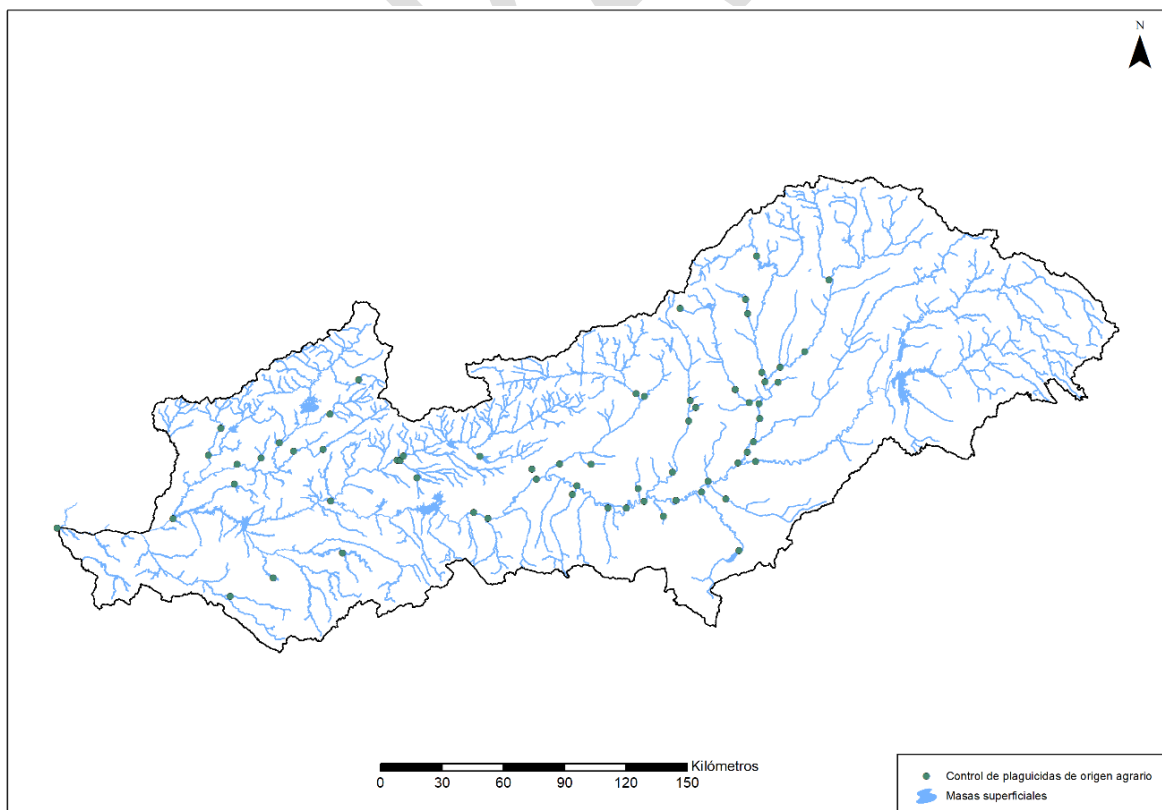 N
Kilómetros
0 30 60 90 120 150
Control de plaguicidas de origen agrario
Masas superficiales